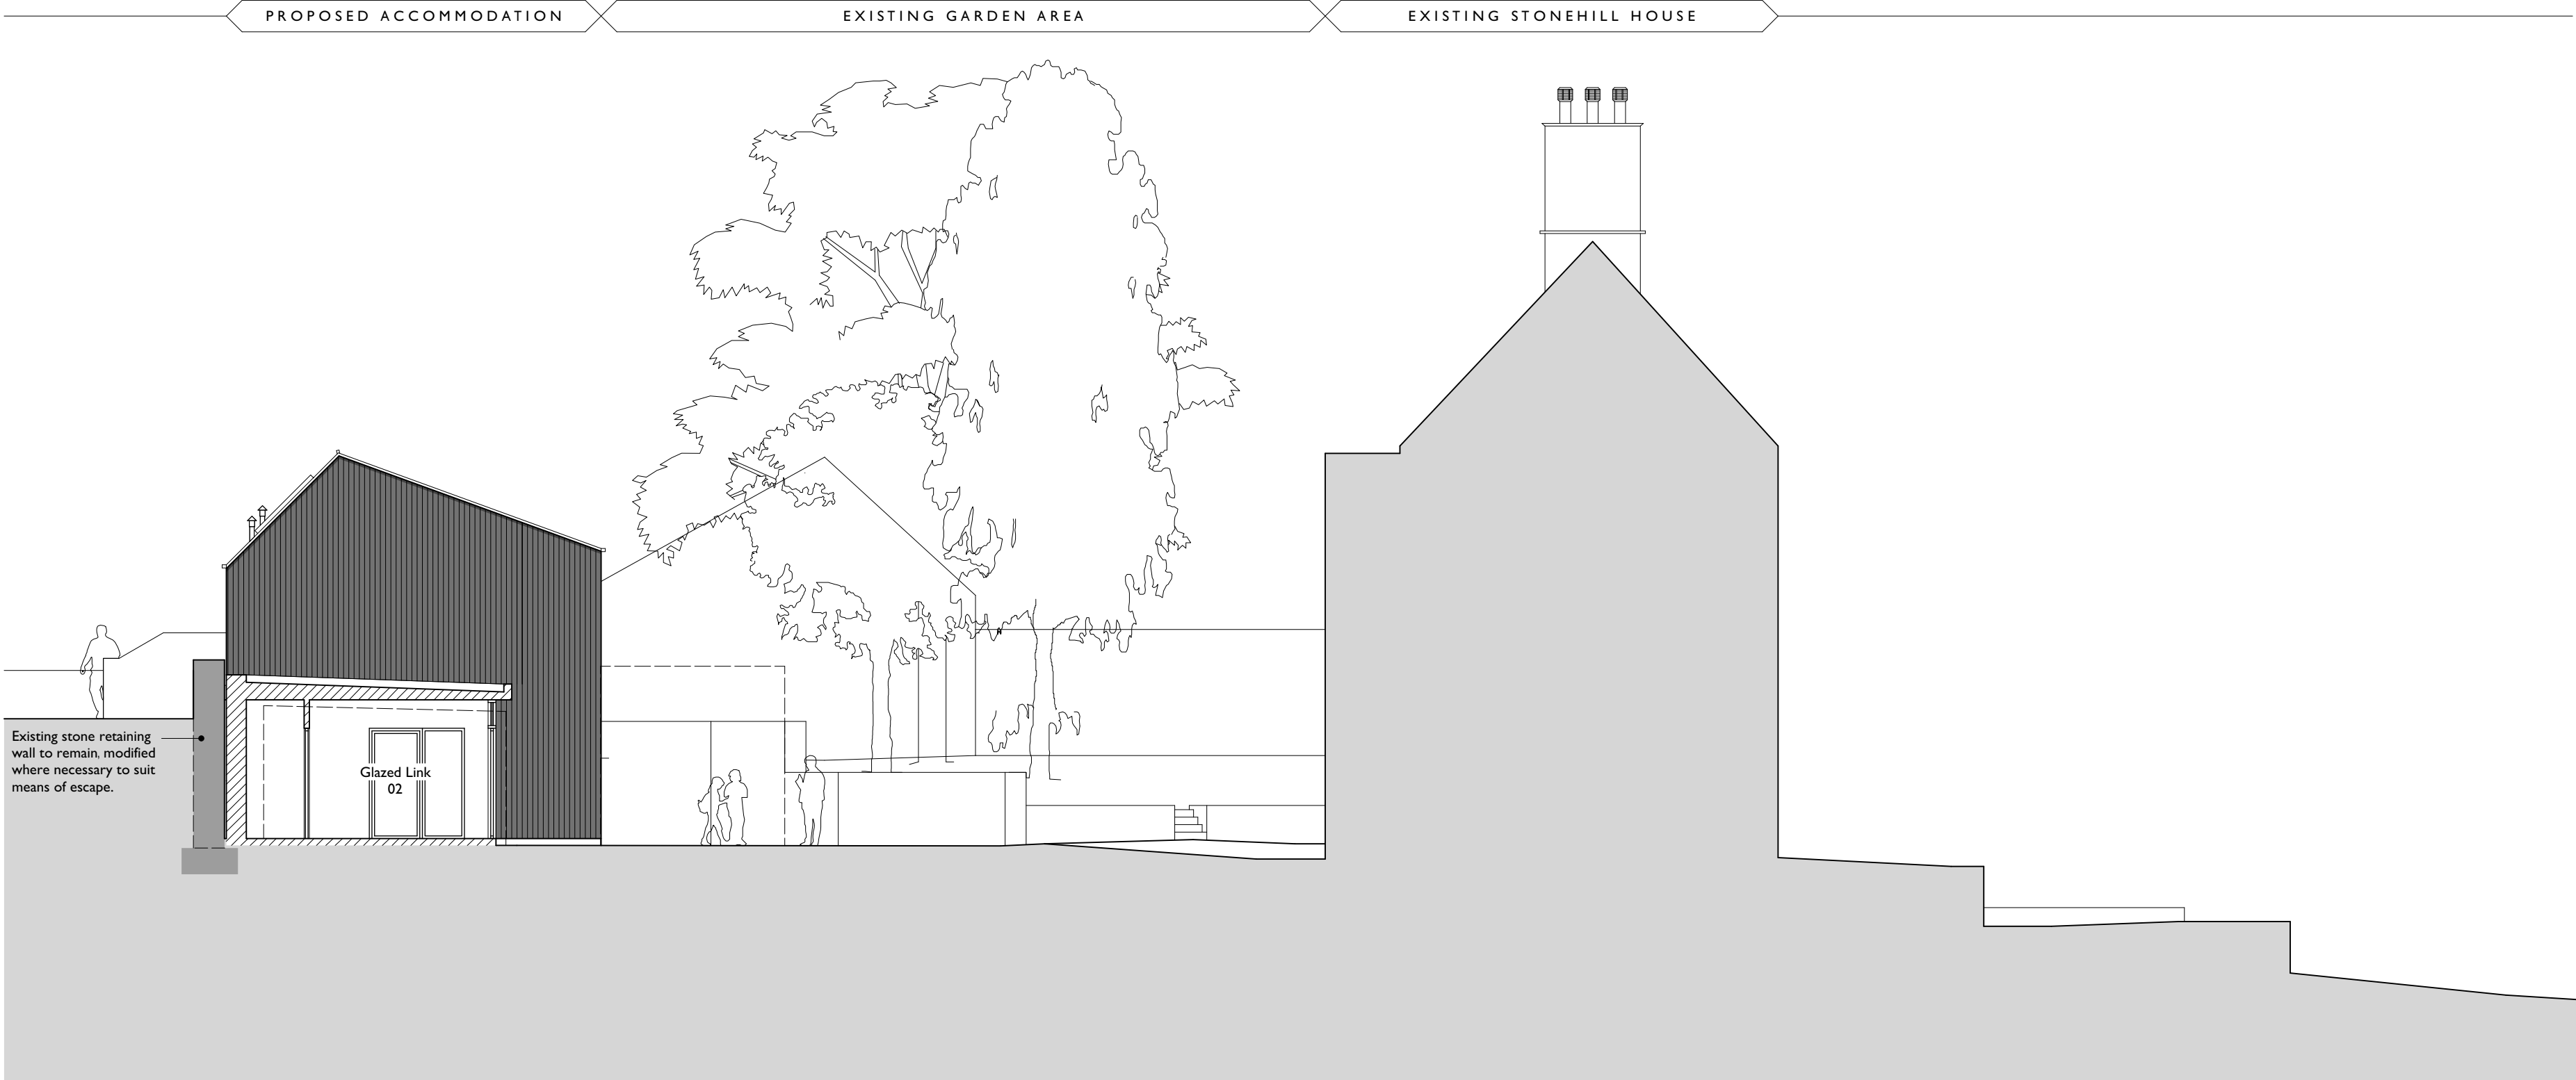 PROPOSED ACCOMMODATION
EXISTING GARDEN AREA
EXISTING STONEHILL HOUSE
Existing stone retaining
wall to remain, modified
where necessary to suit
means of escape.
Glazed Link
02